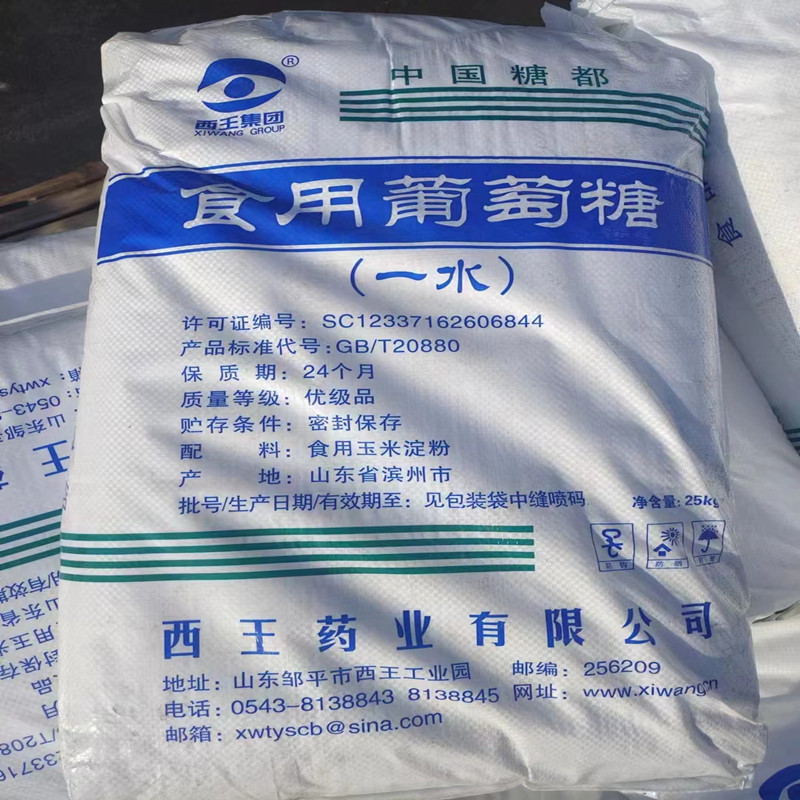 西王集团®
XIWANG GROUP
中国糖都
食用葡萄糖
(一水)
许可证编号：SC12337162606844
产品标准代号:GB/T20880
保质期：24个月
质量等级：优级品
贮存条件：密封保存
配料：食用玉米淀粉
产地：山东省滨州市
批号/生产日期/有效期至：见包装袋中缝喷码
净含量:25kg
西王药业有限公司
地址：山东邹平市西王工业园 邮编：256209
电话：0543-8138843 8138845 网址：www.xiwang.cn
邮箱：xwtyscb@sina.com
食